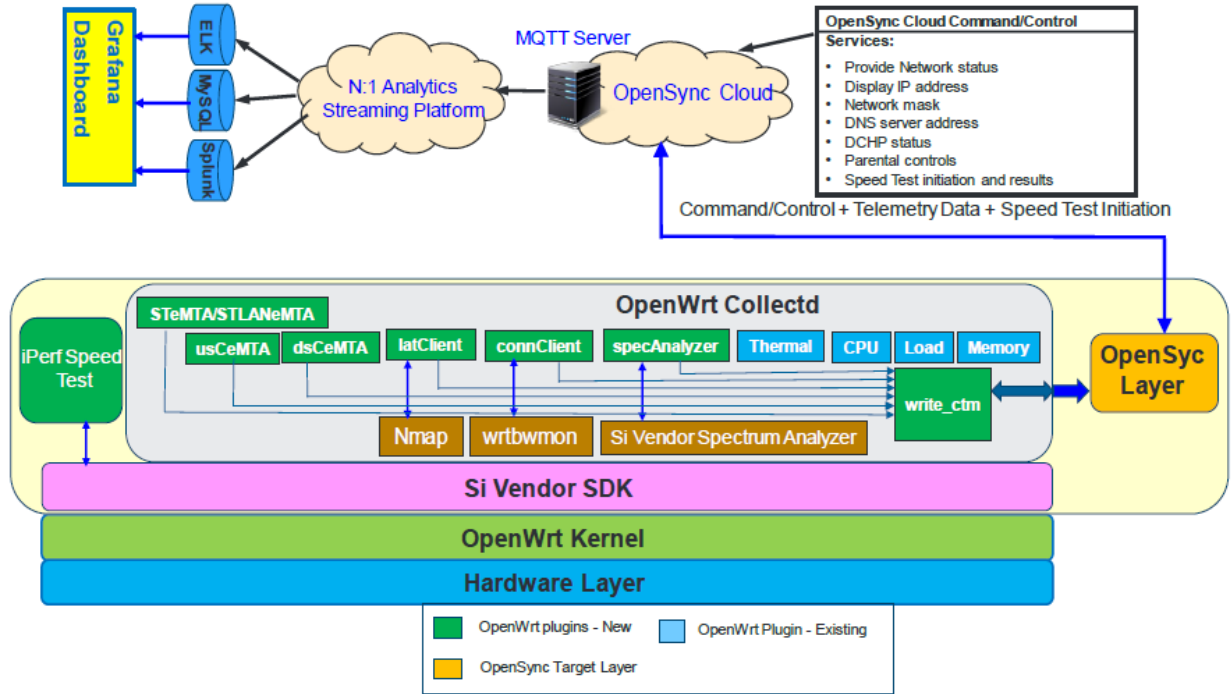 Grafana
Dashboard
ELK
MySQL
Splunk
N:1 Analytics
Streaming Platform
MQTT Server
OpenSync Cloud
OpenSync Cloud Command/Control
Services:
• Provide Network status
• Display IP address
• Network mask
• DNS server address
• DCHP status
• Parental controls
• Speed Test initiation and results
Command/Control + Telemetry Data + Speed Test Initiation
OpenWrt Collectd
STeMTA/STLANeMTA
iPerf Speed
Test
usCeMTA
dsCeMTA
latClient
connClient
specAnalyzer
Thermal
CPU
Load
Memory
write_ctm
OpenSyc
Layer
Nmap
wrtbwmon
Si Vendor Spectrum Analyzer
Si Vendor SDK
OpenWrt Kernel
Hardware Layer
OpenWrt plugins - New
OpenWrt Plugin - Existing
OpenSync Target Layer